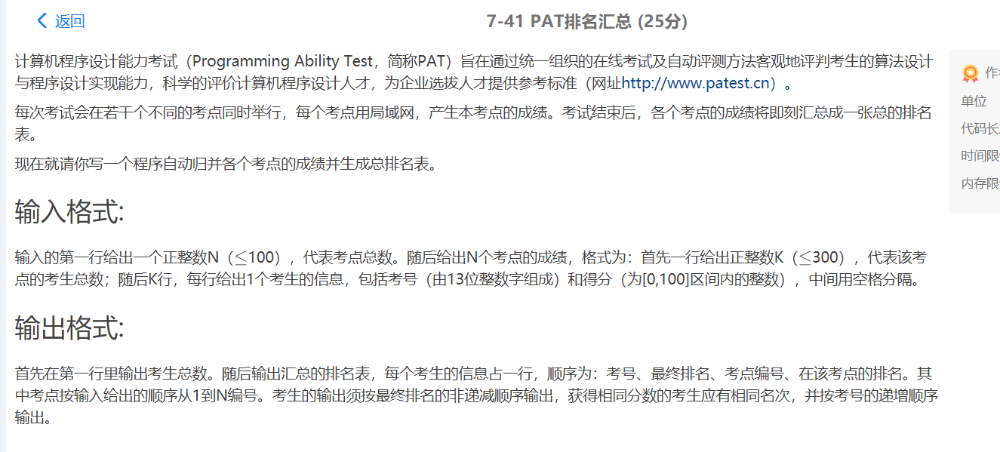 返回
7-41 PAT排名汇总 (25分)
计算机程序设计能力考试（Programming Ability Test，简称PAT）旨在通过统一组织的在线考试及自动评测方法客观地评判考生的算法设计
与程序设计实现能力，科学的评价计算机程序设计人才，为企业选拔人才提供参考标准（网址http://www.patest.cn）。
每次考试会在若干个不同的考点同时举行，每个考点用局域网，产生本考点的成绩。考试结束后，各个考点的成绩将即刻汇总成一张总的排名
表。
现在就请你写一个程序自动归并各个考点的成绩并生成总排名表。
输入格式:
输入的第一行给出一个正整数N（≤100），代表考点总数。随后给出N个考点的成绩，格式为：首先一行给出正整数K（≤300），代表该考
点的考生总数；随后K行，每行给出1个考生的信息，包括考号（由13位整数字组成）和得分（为[0,100]区间内的整数），中间用空格分隔。
输出格式:
首先在第一行里输出考生总数。随后输出汇总的排名表，每个考生的信息占一行，顺序为：考号、最终排名、考点编号、在该考点的排名。其
中考点按输入给出的顺序从1到N编号。考生的输出须按最终排名的非递减顺序输出，获得相同分数的考生应有相同名次，并按考号的递增顺序
输出。
作
单位
代码长
时间限
内存限